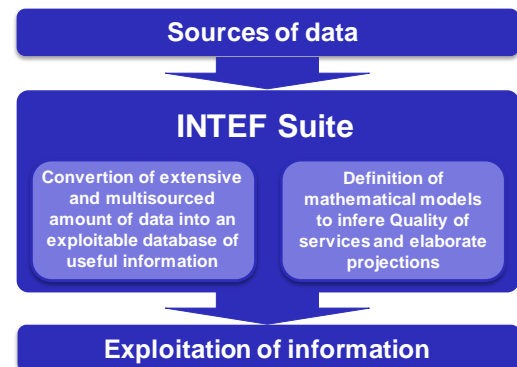 Sources of data
INTEF Suite
Convertion of extensive
and multisourced
amount of data into an
exploitable database of
useful information
Definition of
mathematical models
to infere Quality of
services and elaborate
projections
Exploitation of information